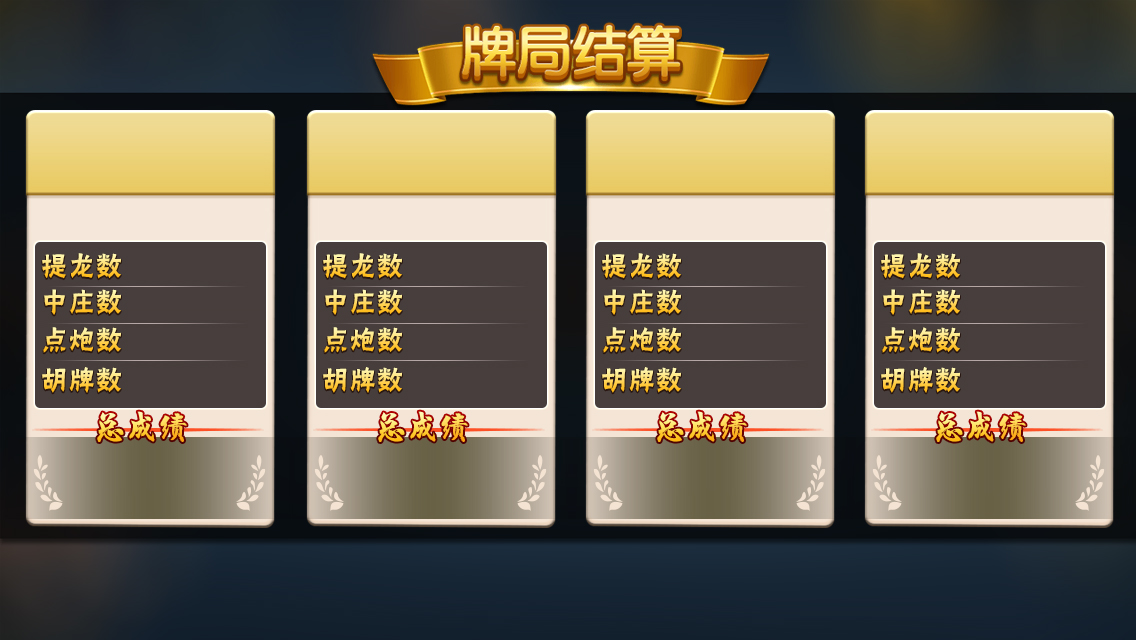 牌局结算
提龙数
中庄数
点炮数
胡牌数
总成绩
提龙数
中庄数
点炮数
胡牌数
总成绩
提龙数
中庄数
点炮数
胡牌数
总成绩
提龙数
中庄数
点炮数
胡牌数
总成绩